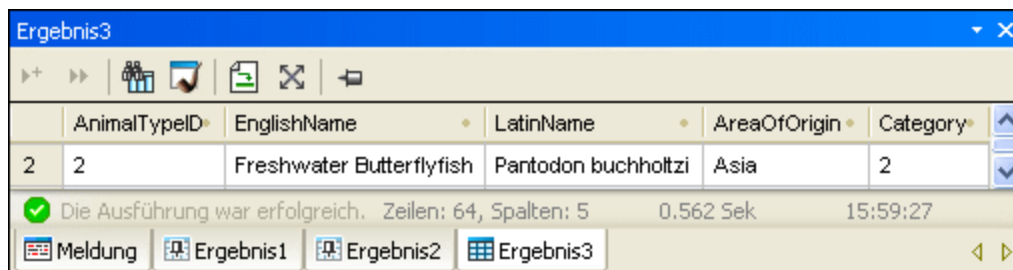 Ergebnis3
AnimalTypeID EnglishName LatinName AreaOfOrigin Category
2 2 Freshwater Butterflyfish Pantodon buchholtzi Asia 2
Die Ausführung war erfolgreich. Zeilen: 64, Spalten: 5 0.562 Sek 15:59:27
Meldung Ergebnis1 Ergebnis2 Ergebnis3